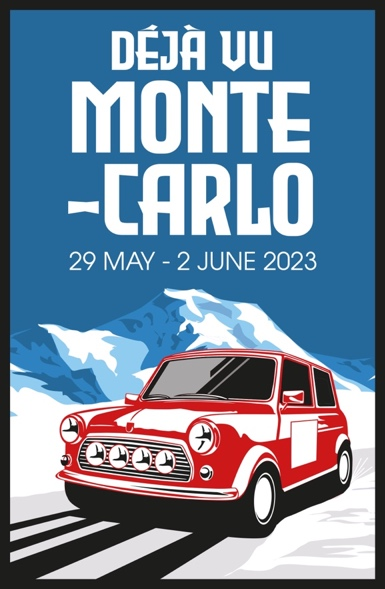 DÉJÀ VU
MONTE
-CARLO
29 MAY - 2 JUNE 2023